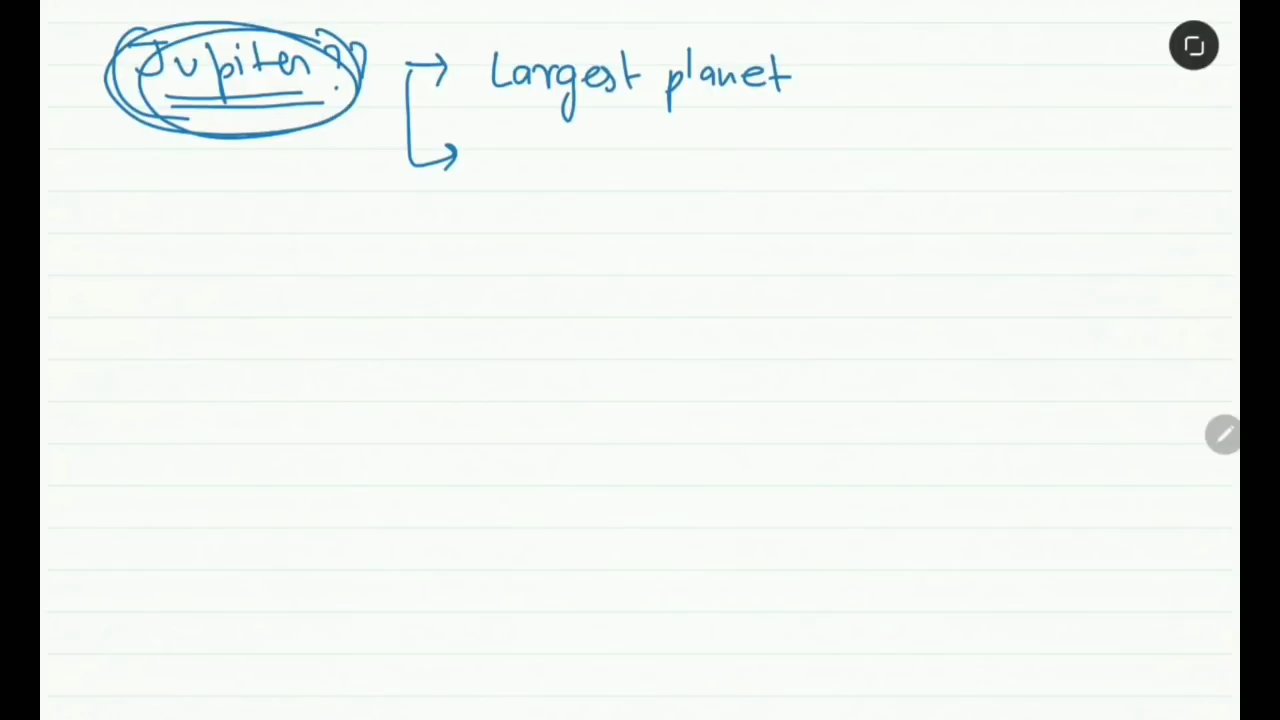 Jupiter ? → Largest planet
→